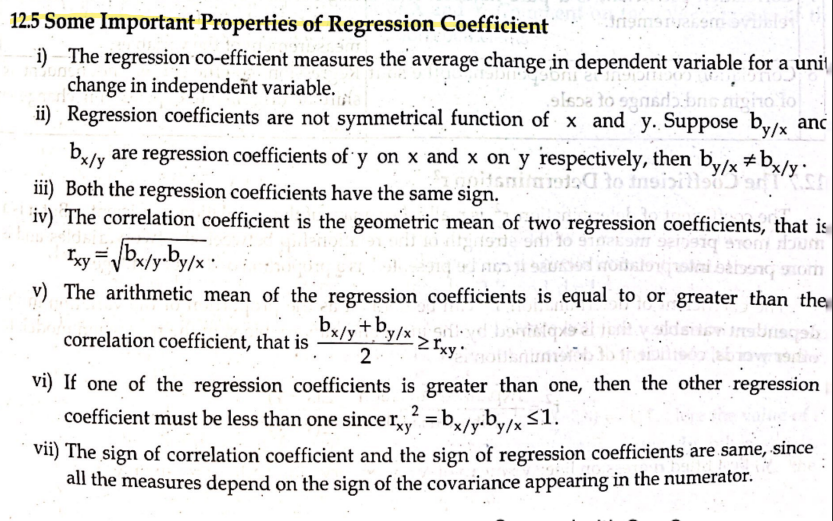 12.5 Some Important Properties of Regression Coefficient
i) The regression co-efficient measures the average change in dependent variable for a unit
change in independent variable.
ii) Regression coefficients are not symmetrical function of x and y. Suppose b_{y/x} and
b_{x/y} are regression coefficients of y on x and x on y respectively, then b_{y/x} ≠ b_{x/y}.
iii) Both the regression coefficients have the same sign.
iv) The correlation coefficient is the geometric mean of two regression coefficients, that is
r_{xy} = √(b_{x/y}.b_{y/x}) .
v) The arithmetic mean of the regression coefficients is equal to or greater than the
correlation coefficient, that is (b_{x/y} + b_{y/x})/2 ≥ r_{xy}.
vi) If one of the regression coefficients is greater than one, then the other regression
coefficient must be less than one since r_{xy}² = b_{x/y}.b_{y/x} ≤ 1.
vii) The sign of correlation coefficient and the sign of regression coefficients are same, since
all the measures depend on the sign of the covariance appearing in the numerator.